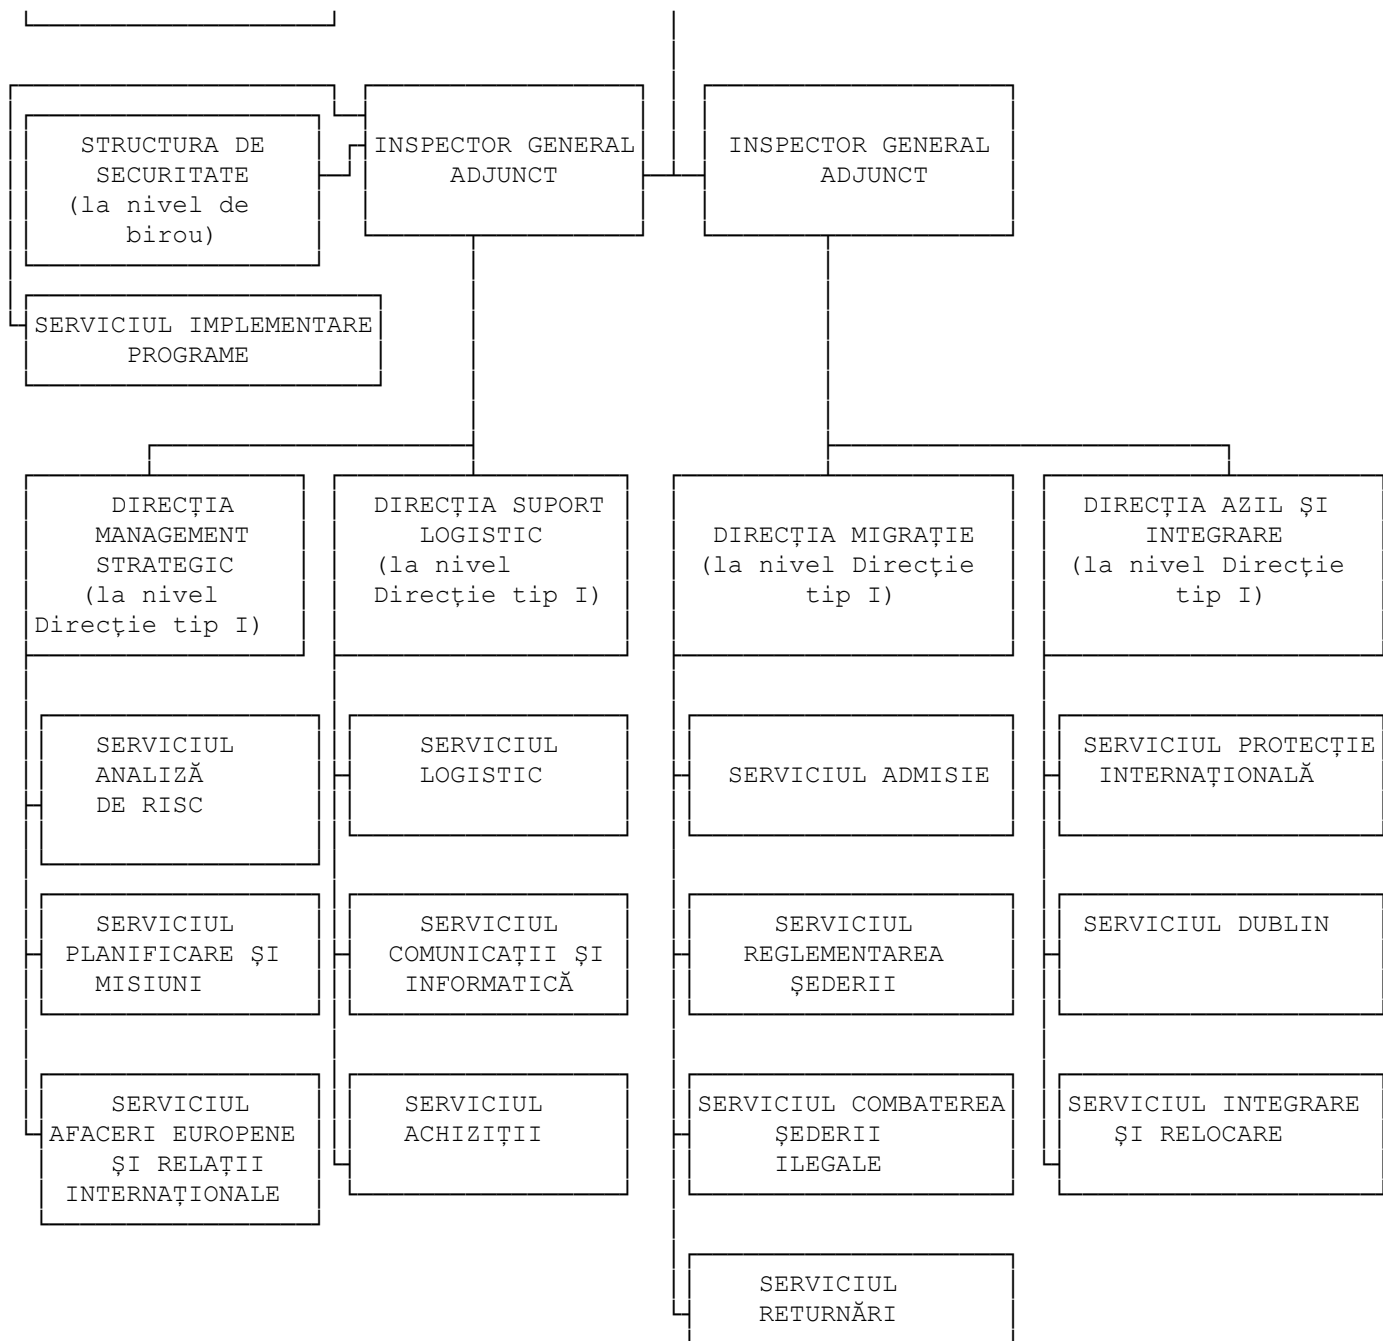 STRUCTURA DE
SECURITATE
(la nivel de
birou)
INSPECTOR GENERAL
ADJUNCT
INSPECTOR GENERAL
ADJUNCT
SERVICIUL IMPLEMENTARE
PROGRAME
DIRECȚIA
MANAGEMENT
STRATEGIC
(la nivel
Direcție tip I)
DIRECȚIA SUPORT
LOGISTIC
(la nivel
Direcție tip I)
DIRECȚIA MIGRAȚIE
(la nivel Direcție
tip I)
DIRECȚIA AZIL ȘI
INTEGRARE
(la nivel Direcție
tip I)
SERVICIUL
ANALIZĂ
DE RISC
SERVICIUL
LOGISTIC
SERVICIUL ADMISIE
SERVICIUL PROTECȚIE
INTERNAȚIONALĂ
SERVICIUL
PLANIFICARE ȘI
MISIUNI
SERVICIUL
COMUNICAȚII ȘI
INFORMATICĂ
SERVICIUL
REGLEMENTAREA
ȘEDERII
SERVICIUL DUBLIN
SERVICIUL
AFACERI EUROPENE
ȘI RELAȚII
INTERNAȚIONALE
SERVICIUL
ACHIZIȚII
SERVICIUL COMBATEREA
ȘEDERII
ILEGALE
SERVICIUL INTEGRARE
ȘI RELOCARE
SERVICIUL
RETURNĂRI